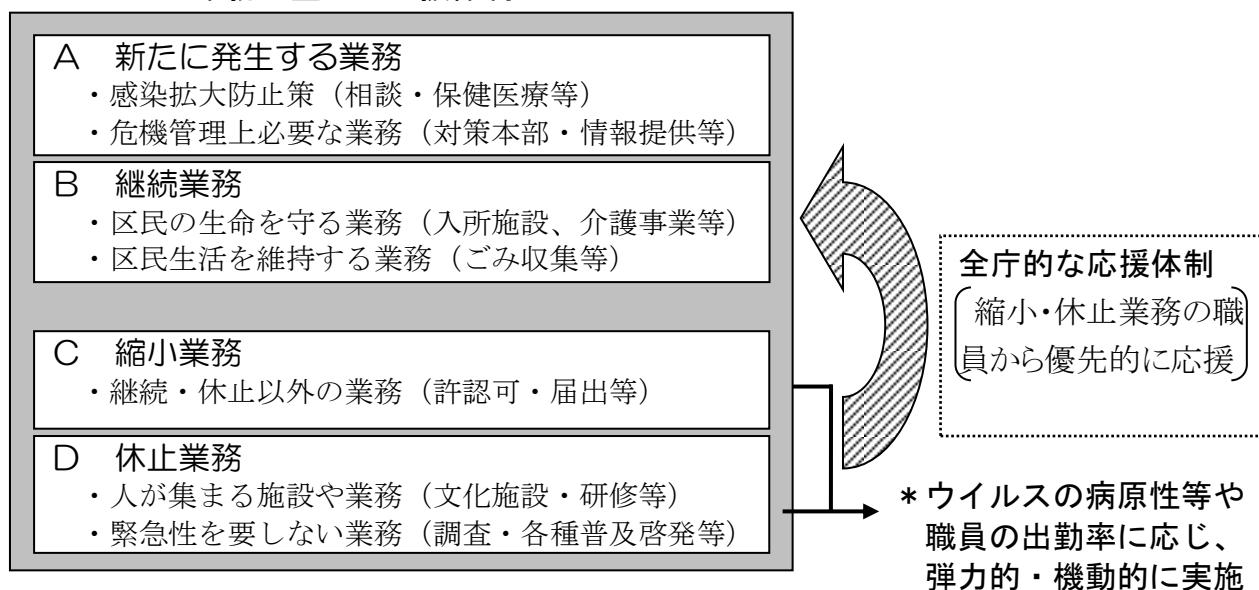 A 新たに発生する業務
・感染拡大防止策(相談・保健医療等)
・危機管理上必要な業務(対策本部・情報提供等)
B 継続業務
・区民の生命を守る業務(入所施設、介護事業等)
・区民生活を維持する業務(ごみ収集等)
C 縮小業務
・継続・休止以外の業務(許認可・届出等)
D 休止業務
・人が集まる施設や業務(文化施設・研修等)
・緊急性を要しない業務(調査・各種普及啓発等)
全庁的な応援体制
縮小・休止業務の職
員から優先的に応援
*ウイルスの病原性等や
職員の出勤率に応じ、
弾力的・機動的に実施